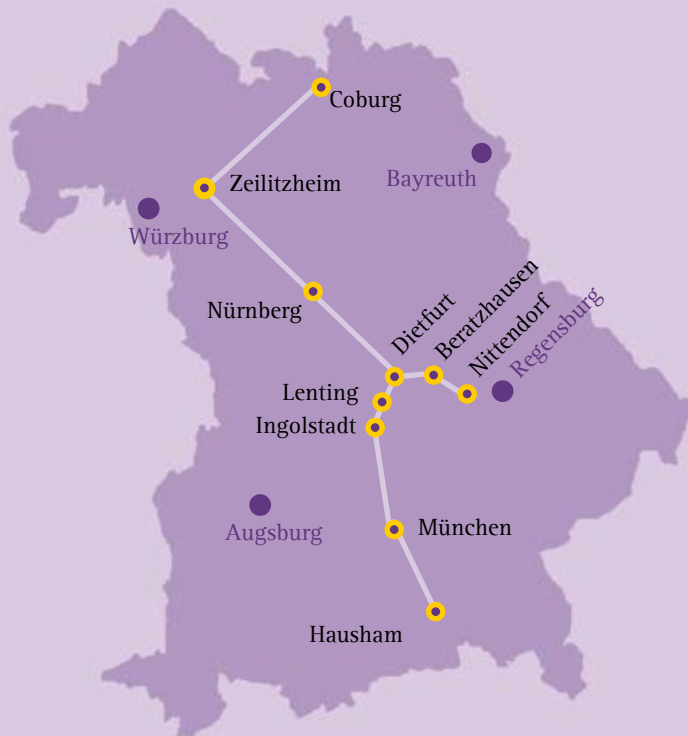 Coburg
Bayreuth
Zeilitzheim
Würzburg
Nürnberg
Dietfurt
Beratzhausen
Nittendorf
Regensburg
Lenting
Ingolstadt
Augsburg
München
Hausham